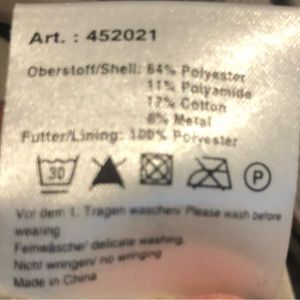 Art. : 452021
Oberstoff/Shell: 64% Polyester
11% Polyamide
17% Cotton
8% Metal
Futter/Lining: 100% Polyester
30
P
Vor dem 1. Tragen waschen/ Please wash before
wearing
Feinwäsche/ delicate washing
Nicht wringen/ no wringing
Made in China